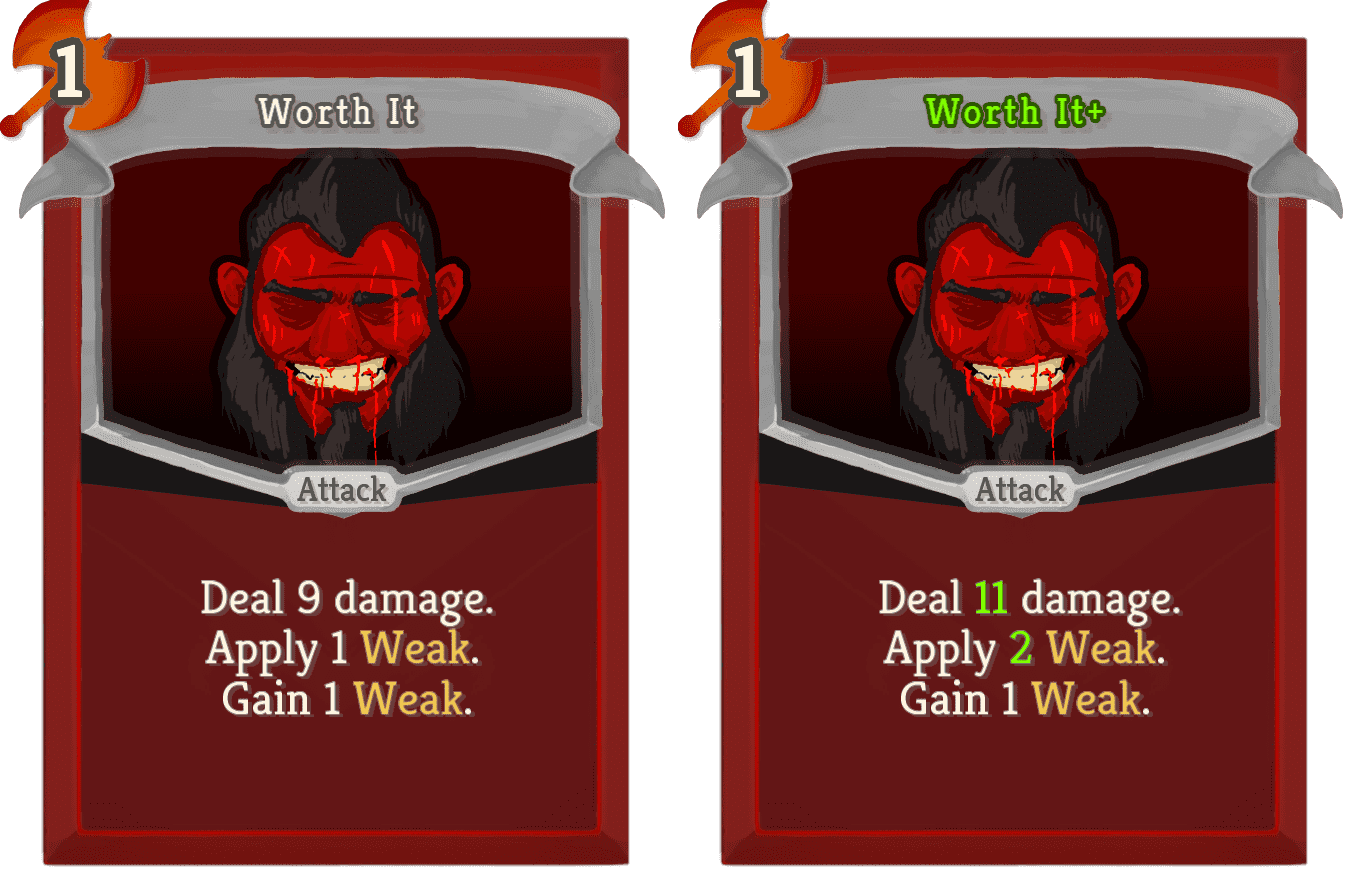 1
Worth It
Attack
Deal 9 damage.
Apply 1 Weak.
Gain 1 Weak.
1
Worth It+
Attack
Deal 11 damage.
Apply 2 Weak.
Gain 1 Weak.